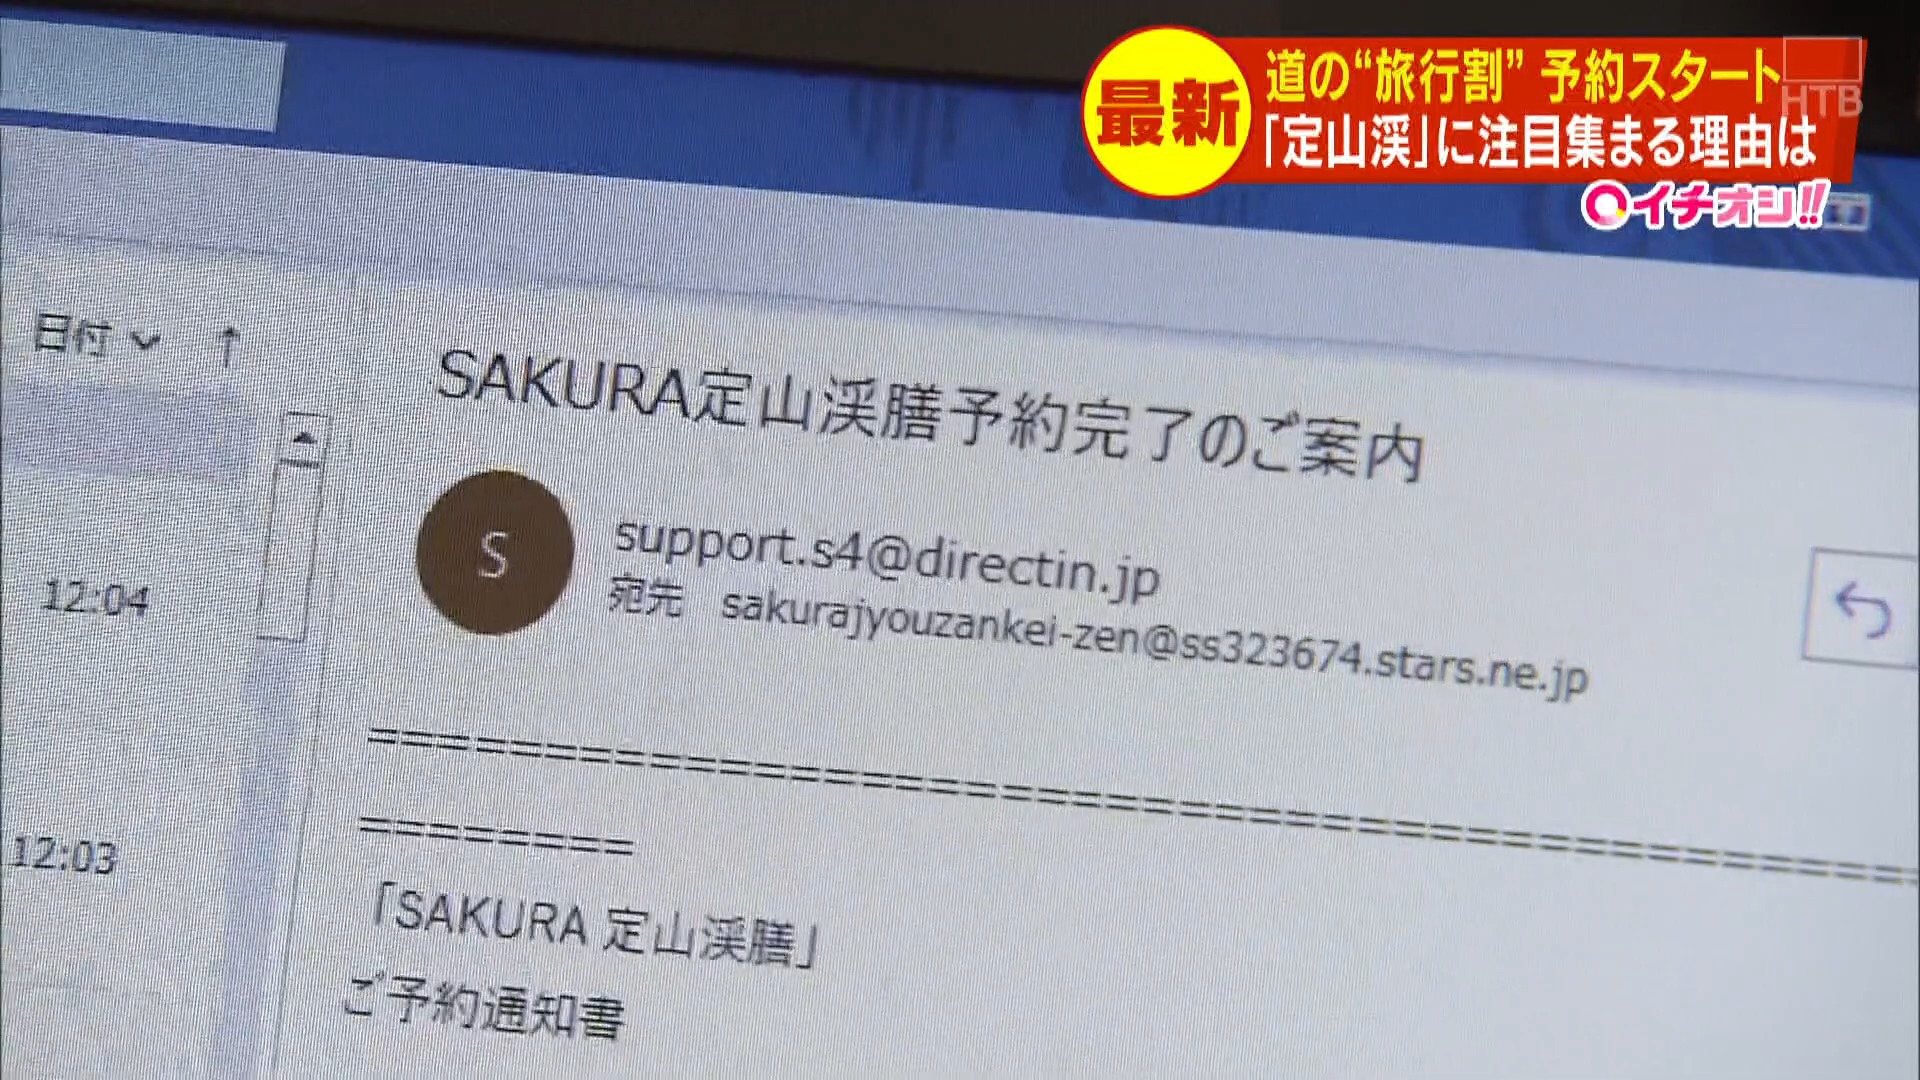 最新
道の“旅行割” 予約スタート
「定山渓」に注目集まる理由は
HTB
イチオシ!!
日付 ↑
SAKURA定山渓膳予約完了のご案内
S
support.s4@directin.jp
宛先 sakurajyouzankei-zen@ss323674.stars.ne.jp
12:04
===========================================
========
12:03
「SAKURA 定山渓膳」
ご予約通知書